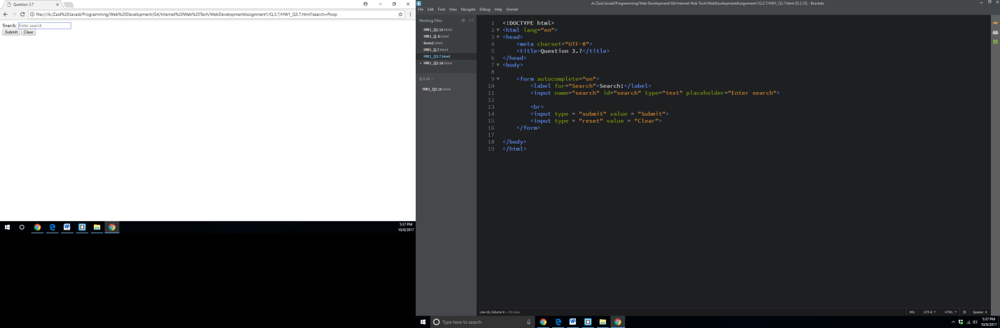 Question 3.7
file:///A:/Zaid%20Javaid/Programming/Web%20Development/Git/Internet%20Web%20Tech/WebDevelopmentAssignment1/Q.3.7/HW1_Q3.7.html?search=Poop
Search: Enter search
Submit Clear
5:37 PM
10/8/2017
A:/Zaid Javaid/Programming/Web Development/Git/Internet Web Tech/WebDevelopmentAssignment1/Q.3.7/HW1_Q3.7.html (Q 2.15) - Brackets
File Edit Find View Navigate Debug Help Emmet
Working Files
HW1_Q2.15.html
HW1_Q.6.html
form2.html
HW1_Q.7.html
HW1_Q3.7.html
HW1_Q2.16.html
Q 2.15
HW1_Q2.15.html
1 <!DOCTYPE html>
2 <html lang="en">
3 <head>
4 <meta charset="UTF-8">
5 <title>Question 3.7</title>
6 </head>
7 <body>
8
9 <form autocomplete="on">
10 <label for="Search">Search:</label>
11 <input name="search" id="search" type="text" placeholder="Enter search">
12
13 <br>
14 <input type = "submit" value = "Submit">
15 <input type = "reset" value = "Clear">
16 </form>
17
18 </body>
19 </html>
Line 18, Column 8 — 19 Lines
INS UTF-8 HTML Spaces: 4
Type here to search
5:37 PM
10/8/2017